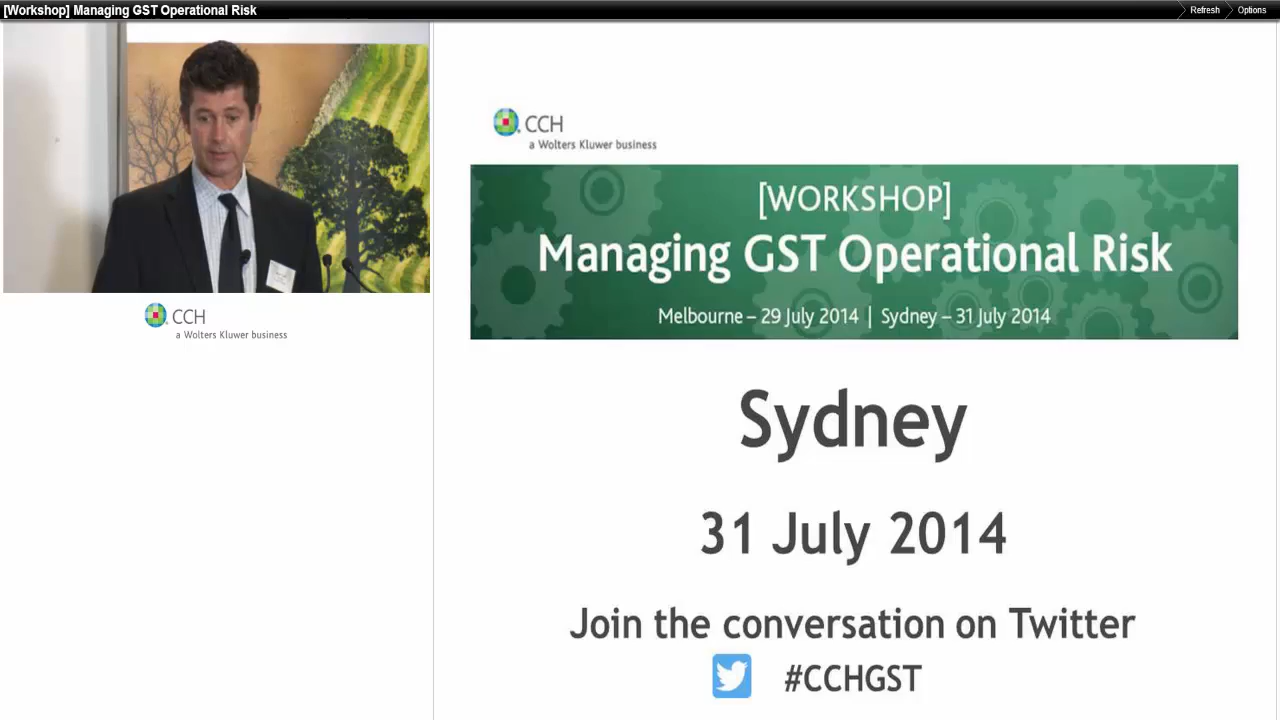 [Workshop] Managing GST Operational Risk
Refresh
Options
CCH
a Wolters Kluwer business
CCH
a Wolters Kluwer business
[WORKSHOP]
Managing GST Operational Risk
Melbourne – 29 July 2014 | Sydney – 31 July 2014
Sydney
31 July 2014
Join the conversation on Twitter
#CCHGST